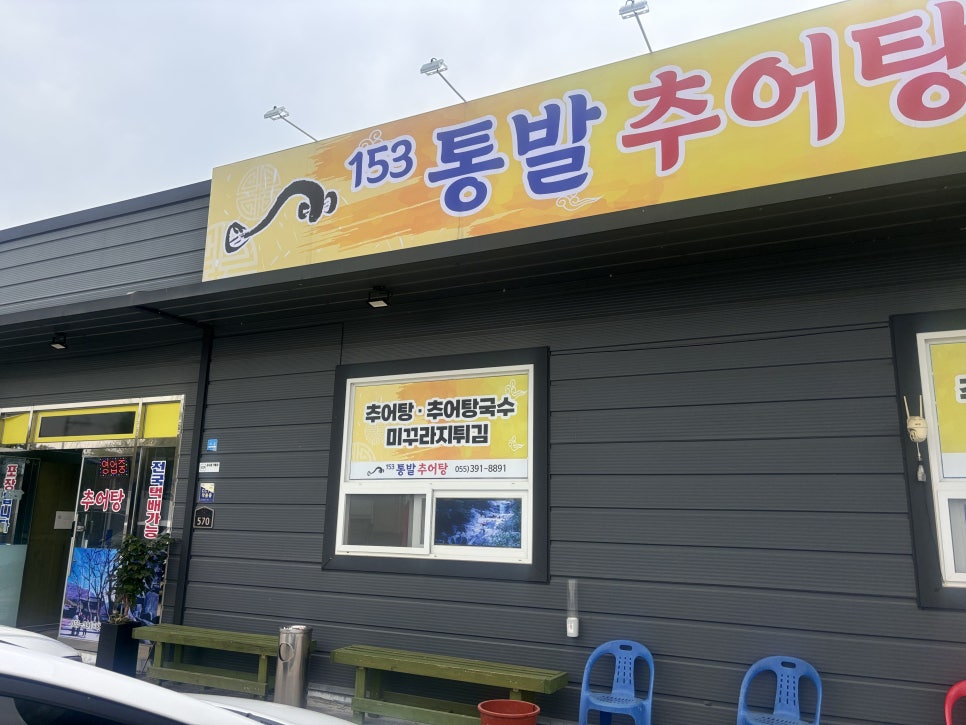 153 통발 추어탕
추어탕 · 추어탕국수
미꾸라지튀김
153 통발 추어탕 055)391-8891
영업중
추어탕
전국택배가능
포장
570